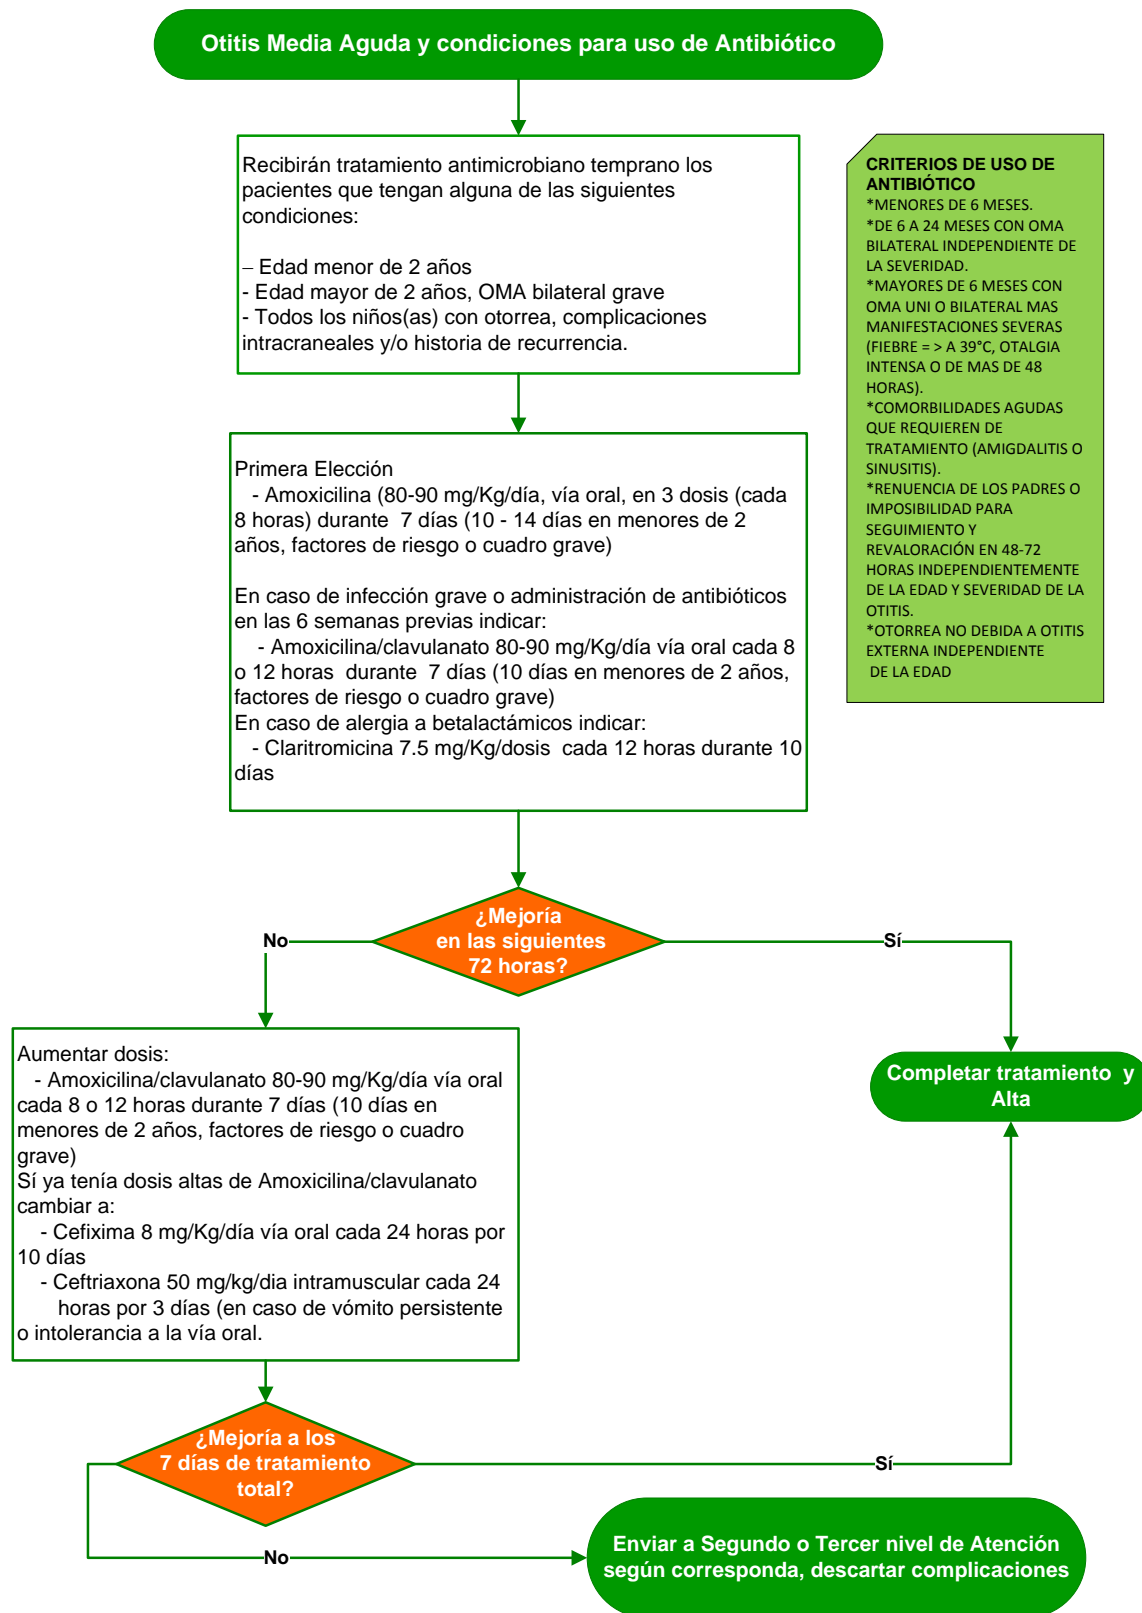 Otitis Media Aguda y condiciones para uso de Antibiótico
Recibirán tratamiento antimicrobiano temprano los
pacientes que tengan alguna de las siguientes
condiciones:
– Edad menor de 2 años
- Edad mayor de 2 años, OMA bilateral grave
- Todos los niños(as) con otorrea, complicaciones
intracraneales y/o historia de recurrencia.
CRITERIOS DE USO DE
ANTIBIÓTICO
*MENORES DE 6 MESES.
*DE 6 A 24 MESES CON OMA
BILATERAL INDEPENDIENTE DE
LA SEVERIDAD.
*MAYORES DE 6 MESES CON
OMA UNI O BILATERAL MAS
MANIFESTACIONES SEVERAS
(FIEBRE = > A 39°C, OTALGIA
INTENSA O DE MAS DE 48
HORAS).
*COMORBILIDADES AGUDAS
QUE REQUIEREN DE
TRATAMIENTO (AMIGDALITIS O
SINUSITIS).
*RENUENCIA DE LOS PADRES O
IMPOSIBILIDAD PARA
SEGUIMIENTO Y
REVALORACIÓN EN 48-72
HORAS INDEPENDIENTEMENTE
DE LA EDAD Y SEVERIDAD DE LA
OTITIS.
*OTORREA NO DEBIDA A OTITIS
EXTERNA INDEPENDIENTE
DE LA EDAD
Primera Elección
- Amoxicilina (80-90 mg/Kg/día, vía oral, en 3 dosis (cada
8 horas) durante 7 días (10 - 14 días en menores de 2
años, factores de riesgo o cuadro grave)
En caso de infección grave o administración de antibióticos
en las 6 semanas previas indicar:
- Amoxicilina/clavulanato 80-90 mg/Kg/día vía oral cada 8
o 12 horas durante 7 días (10 días en menores de 2 años,
factores de riesgo o cuadro grave)
En caso de alergia a betalactámicos indicar:
- Claritromicina 7.5 mg/Kg/dosis cada 12 horas durante 10
días
¿Mejoría
en las siguientes
72 horas?
No
Sí
Aumentar dosis:
- Amoxicilina/clavulanato 80-90 mg/Kg/día vía oral
cada 8 o 12 horas durante 7 días (10 días en
menores de 2 años, factores de riesgo o cuadro
grave)
Sí ya tenía dosis altas de Amoxicilina/clavulanato
cambiar a:
- Cefixima 8 mg/Kg/día vía oral cada 24 horas por
10 días
- Ceftriaxona 50 mg/kg/dia intramuscular cada 24
horas por 3 días (en caso de vómito persistente
o intolerancia a la vía oral.
Completar tratamiento y
Alta
¿Mejoría a los
7 días de tratamiento
total?
Sí
No
Enviar a Segundo o Tercer nivel de Atención
según corresponda, descartar complicaciones